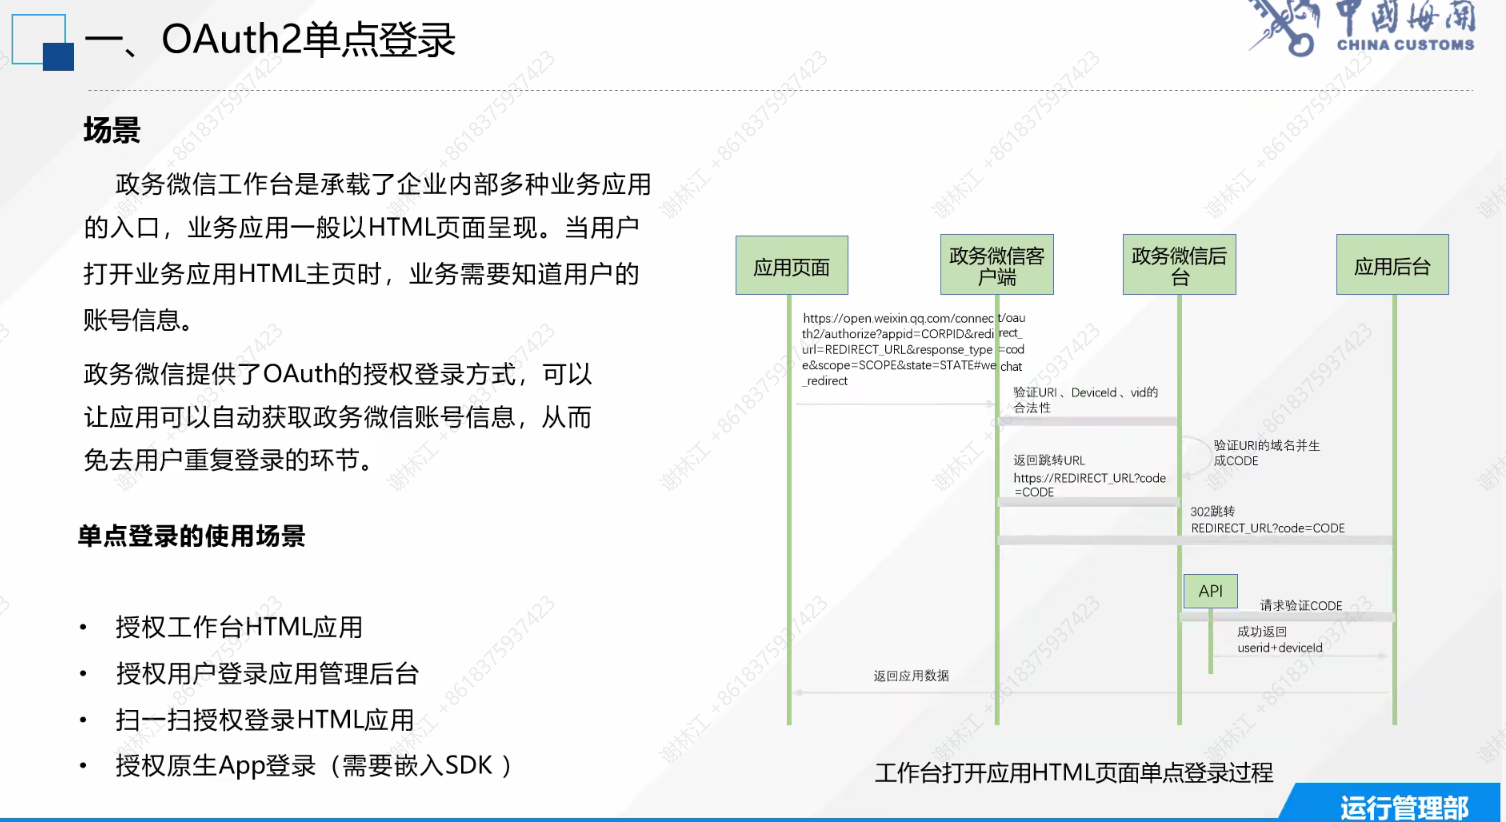 一、OAuth2单点登录
中国海关
CHINA CUSTOMS
场景
政务微信工作台是承载了企业内部多种业务应用
的入口，业务应用一般以HTML页面呈现。当用户
打开业务应用HTML主页时，业务需要知道用户的
账号信息。
政务微信提供了OAuth的授权登录方式，可以
让应用可以自动获取政务微信账号信息，从而
免去用户重复登录的环节。
单点登录的使用场景
• 授权工作台HTML应用
• 授权用户登录应用管理后台
• 扫一扫授权登录HTML应用
• 授权原生App登录（需要嵌入SDK ）
应用页面
政务微信客
户端
政务微信后
台
应用后台
https://open.weixin.qq.com/connect/oau
th2/authorize?appid=CORPID&redirect_
url=REDIRECT_URL&response_type=cod
e&scope=SCOPE&state=STATE#wechat
_redirect
验证URI、DeviceId、vid的
合法性
验证URI的域名并生
成CODE
返回跳转URL
https://REDIRECT_URL?code
=CODE
302跳转
REDIRECT_URL?code=CODE
API
请求验证CODE
成功返回
userid+deviceId
返回应用数据
工作台打开应用HTML页面单点登录过程
运行管理部
谢林江 +8618375937423